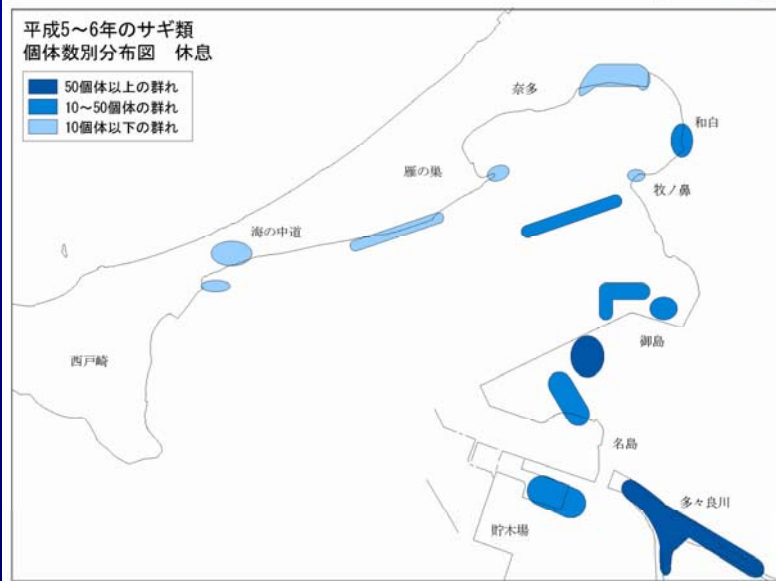 平成5～6年のサギ類
個体数別分布図 休息
50個体以上の群れ
10～50個体の群れ
10個体以下の群れ
奈多
和白
雁の巣
牧ノ鼻
海の中道
西戸崎
御島
名島
多々良川
貯木場